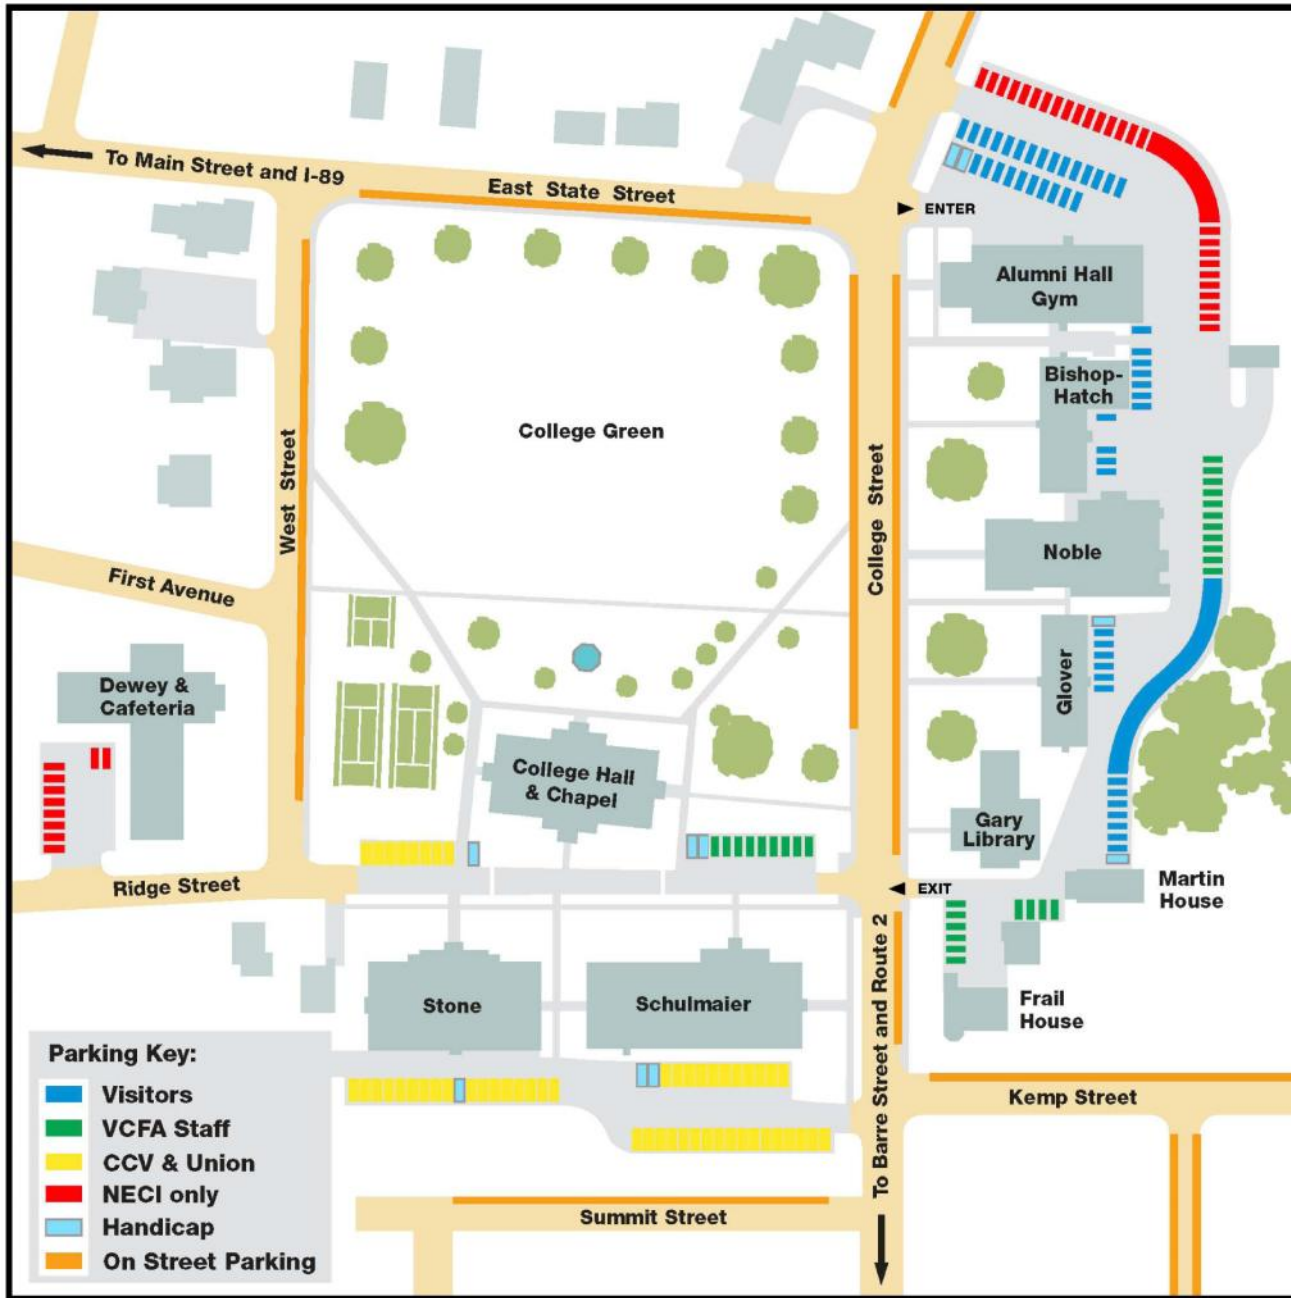 To Main Street and I-89
East State Street
ENTER
Alumni Hall
Gym
Bishop-
Hatch
College Green
West Street
College Street
First Avenue
Noble
Dewey &
Cafeteria
Glover
College Hall
& Chapel
Gary
Library
Ridge Street
EXIT
Martin
House
Stone
Schulmaier
To Barre Street and Route 2
Frail
House
Parking Key:
Visitors
VCFA Staff
CCV & Union
NECI only
Handicap
On Street Parking
Kemp Street
Summit Street